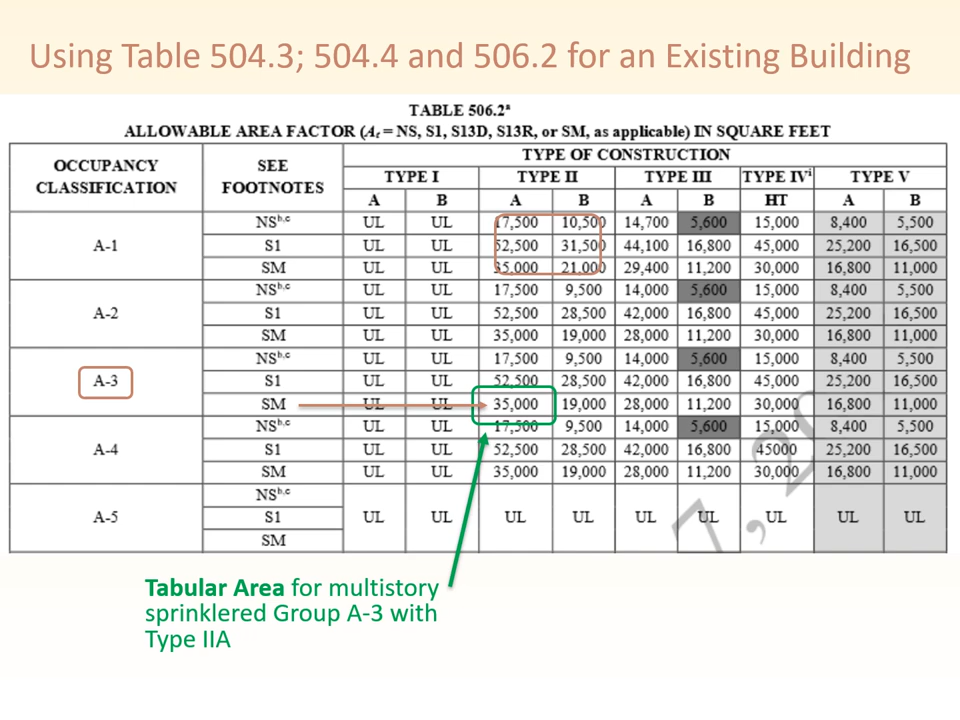 Using Table 504.3; 504.4 and 506.2 for an Existing Building
TABLE 506.2ᵃ
ALLOWABLE AREA FACTOR (Aₜ = NS, S1, S13D, S13R, or SM, as applicable) IN SQUARE FEET
OCCUPANCY CLASSIFICATION SEE FOOTNOTES TYPE OF CONSTRUCTION
TYPE I TYPE II TYPE III TYPE IVⁱ TYPE V
A B A B A B HT A B
A-1
NSᵇ,ᶜ UL UL 17,500 10,500 14,700 5,600 15,000 8,400 5,500
S1 UL UL 52,500 31,500 44,100 16,800 45,000 25,200 16,500
SM UL UL 35,000 21,000 29,400 11,200 30,000 16,800 11,000
A-2
NSᵇ,ᶜ UL UL 17,500 9,500 14,000 5,600 15,000 8,400 5,500
S1 UL UL 52,500 28,500 42,000 16,800 45,000 25,200 16,500
SM UL UL 35,000 19,000 28,000 11,200 30,000 16,800 11,000
A-3
NSᵇ,ᶜ UL UL 17,500 9,500 14,000 5,600 15,000 8,400 5,500
S1 UL UL 52,500 28,500 42,000 16,800 45,000 25,200 16,500
SM UL UL 35,000 19,000 28,000 11,200 30,000 16,800 11,000
A-4
NSᵇ,ᶜ UL UL 17,500 9,500 14,000 5,600 15,000 8,400 5,500
S1 UL UL 52,500 28,500 42,000 16,800 45000 25,200 16,500
SM UL UL 35,000 19,000 28,000 11,200 30,000 16,800 11,000
A-5
NSᵇ,ᶜ
S1 UL UL UL UL UL UL UL UL UL
SM
Tabular Area for multistory
sprinklered Group A-3 with
Type IIA